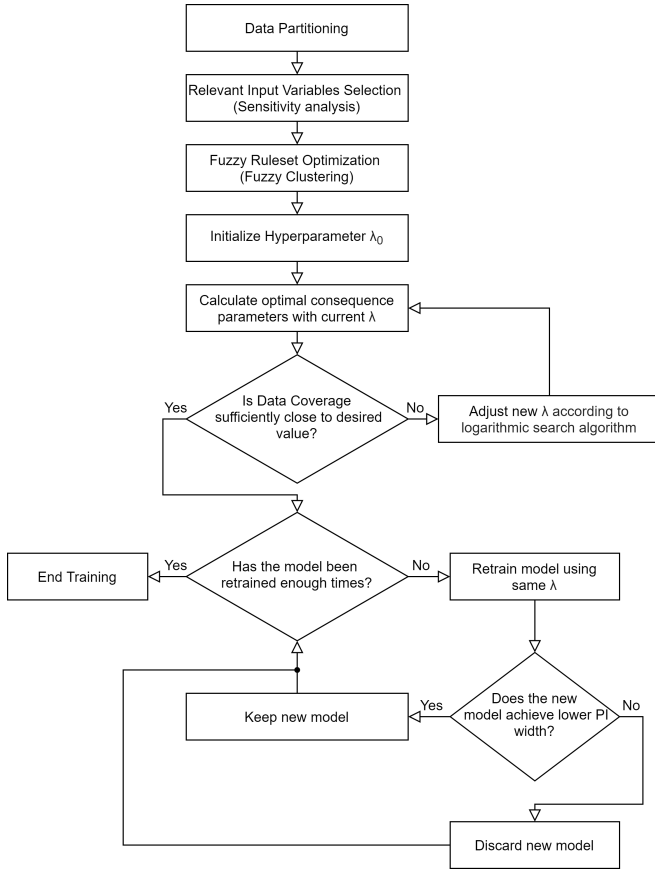 Data Partitioning
Relevant Input Variables Selection
(Sensitivity analysis)
Fuzzy Ruleset Optimization
(Fuzzy Clustering)
Initialize Hyperparameter λ₀
Calculate optimal consequence
parameters with current λ
Is Data Coverage
sufficiently close to desired
value?
Yes
No
Adjust new λ according to
logarithmic search algorithm
Has the model been
retrained enough times?
Yes
End Training
No
Retrain model using
same λ
Does the new
model achieve lower PI
width?
Yes
Keep new model
No
Discard new model